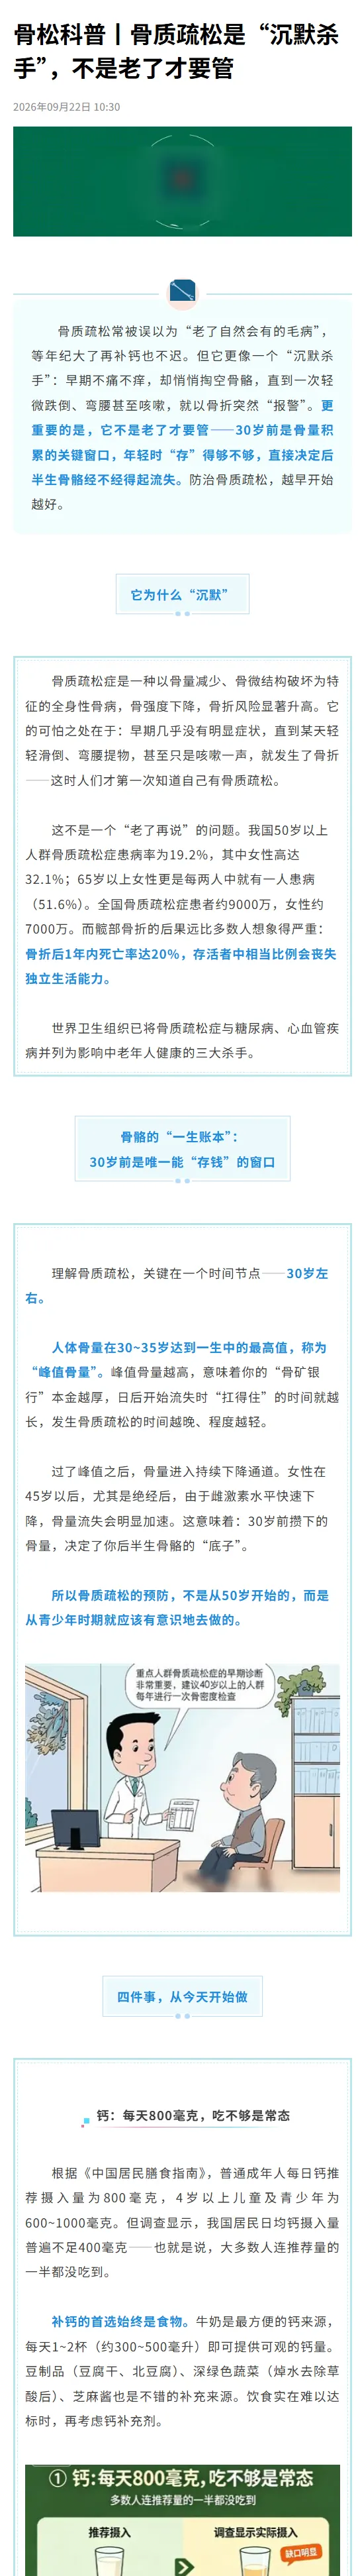 骨松科普丨骨质疏松是“沉默杀
手”，不是老了才要管
2026年09月22日 10:30
骨质疏松常被误以为“老了自然会有的毛病”，
等年纪大了再补钙也不迟。但它更像一个“沉默杀
手”：早期不痛不痒，却悄悄掏空骨骼，直到一次轻
微跌倒、弯腰甚至咳嗽，就以骨折突然“报警”。更
重要的是，它不是老了才要管——30岁前是骨量积
累的关键窗口，年轻时“存”得够不够，直接决定后
半生骨骼经不经得起流失。防治骨质疏松，越早开始
越好。
它为什么“沉默”
骨质疏松症是一种以骨量减少、骨微结构破坏为特
征的全身性骨病，骨强度下降，骨折风险显著升高。它
的可怕之处在于：早期几乎没有明显症状，直到某天轻
轻滑倒、弯腰提物，甚至只是咳嗽一声，就发生了骨折
——这时人们才第一次知道自己有骨质疏松。
这不是一个“老了再说”的问题。我国50岁以上
人群骨质疏松症患病率为19.2%，其中女性高达
32.1%；65岁以上女性更是每两人中就有一人患病
（51.6%）。全国骨质疏松症患者约9000万，女性约
7000万。而髋部骨折的后果远比多数人想象得严重：
骨折后1年内死亡率达20%，存活者中相当比例会丧失
独立生活能力。
世界卫生组织已将骨质疏松症与糖尿病、心血管疾
病并列为影响中老年人健康的三大杀手。
骨骼的“一生账本”：
30岁前是唯一能“存钱”的窗口
理解骨质疏松，关键在一个时间节点——30岁左
右。
人体骨量在30~35岁达到一生中的最高值，称为
“峰值骨量”。峰值骨量越高，意味着你的“骨矿银
行”本金越厚，日后开始流失时“扛得住”的时间就越
长，发生骨质疏松的时间越晚、程度越轻。
过了峰值之后，骨量进入持续下降通道。女性在
45岁以后，尤其是绝经后，由于雌激素水平快速下
降，骨量流失会明显加速。这意味着：30岁前攒下的
骨量，决定了你后半生骨骼的“底子”。
所以骨质疏松的预防，不是从50岁开始的，而是
从青少年时期就应该有意识地去做的。
重点人群骨质疏松症的早期诊断
非常重要，建议40岁以上的人群
每年进行一次骨密度检查
四件事，从今天开始做
钙：每天800毫克，吃不够是常态
根据《中国居民膳食指南》，普通成年人每日钙推
荐摄入量为800毫克，4岁以上儿童及青少年为
600~1000毫克。但调查显示，我国居民日均钙摄入量
普遍不足400毫克——也就是说，大多数人连推荐量的
一半都没吃到。
补钙的首选始终是食物。牛奶是最方便的钙来源，
每天1~2杯（约300~500毫升）即可提供可观的钙量。
豆制品（豆腐干、北豆腐）、深绿色蔬菜（焯水去除草
酸后）、芝麻酱也是不错的补充来源。饮食实在难以达
标时，再考虑钙补充剂。
① 钙：每天800毫克，吃不够是常态
多数人连推荐量的一半都没吃到
推荐摄入 调查显示实际摄入
缺口明显